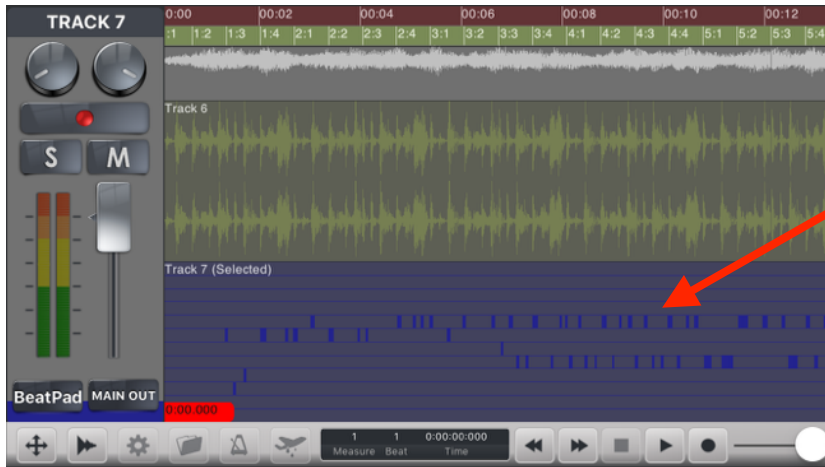 TRACK 7
0:00 00:02 00:04 00:06 00:08 00:10 00:12
:1 1:2 1:3 1:4 2:1 2:2 2:3 2:4 3:1 3:2 3:3 3:4 4:1 4:2 4:3 4:4 5:1 5:2 5:3 5:4
Track 6
S M
Track 7 (Selected)
BeatPad MAIN OUT
0:00.000
1 1 0:00:00:000
Measure Beat Time